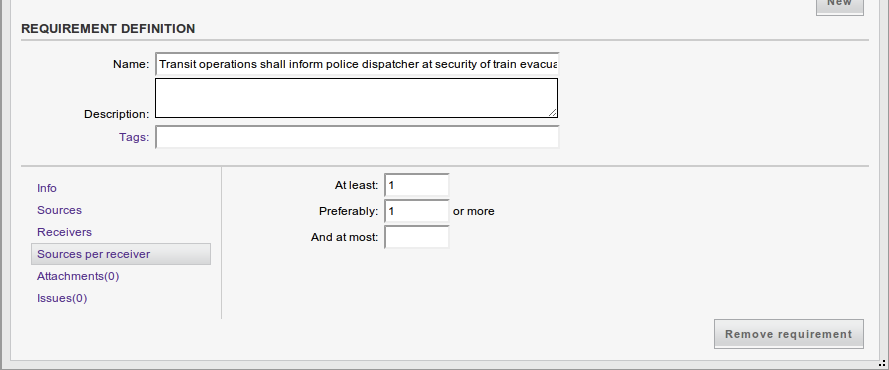 New
REQUIREMENT DEFINITION
Name: Transit operations shall inform police dispatcher at security of train evacua
Description:
Tags:
Info
Sources
Receivers
Sources per receiver
Attachments(0)
Issues(0)
At least: 1
Preferably: 1 or more
And at most:
Remove requirement